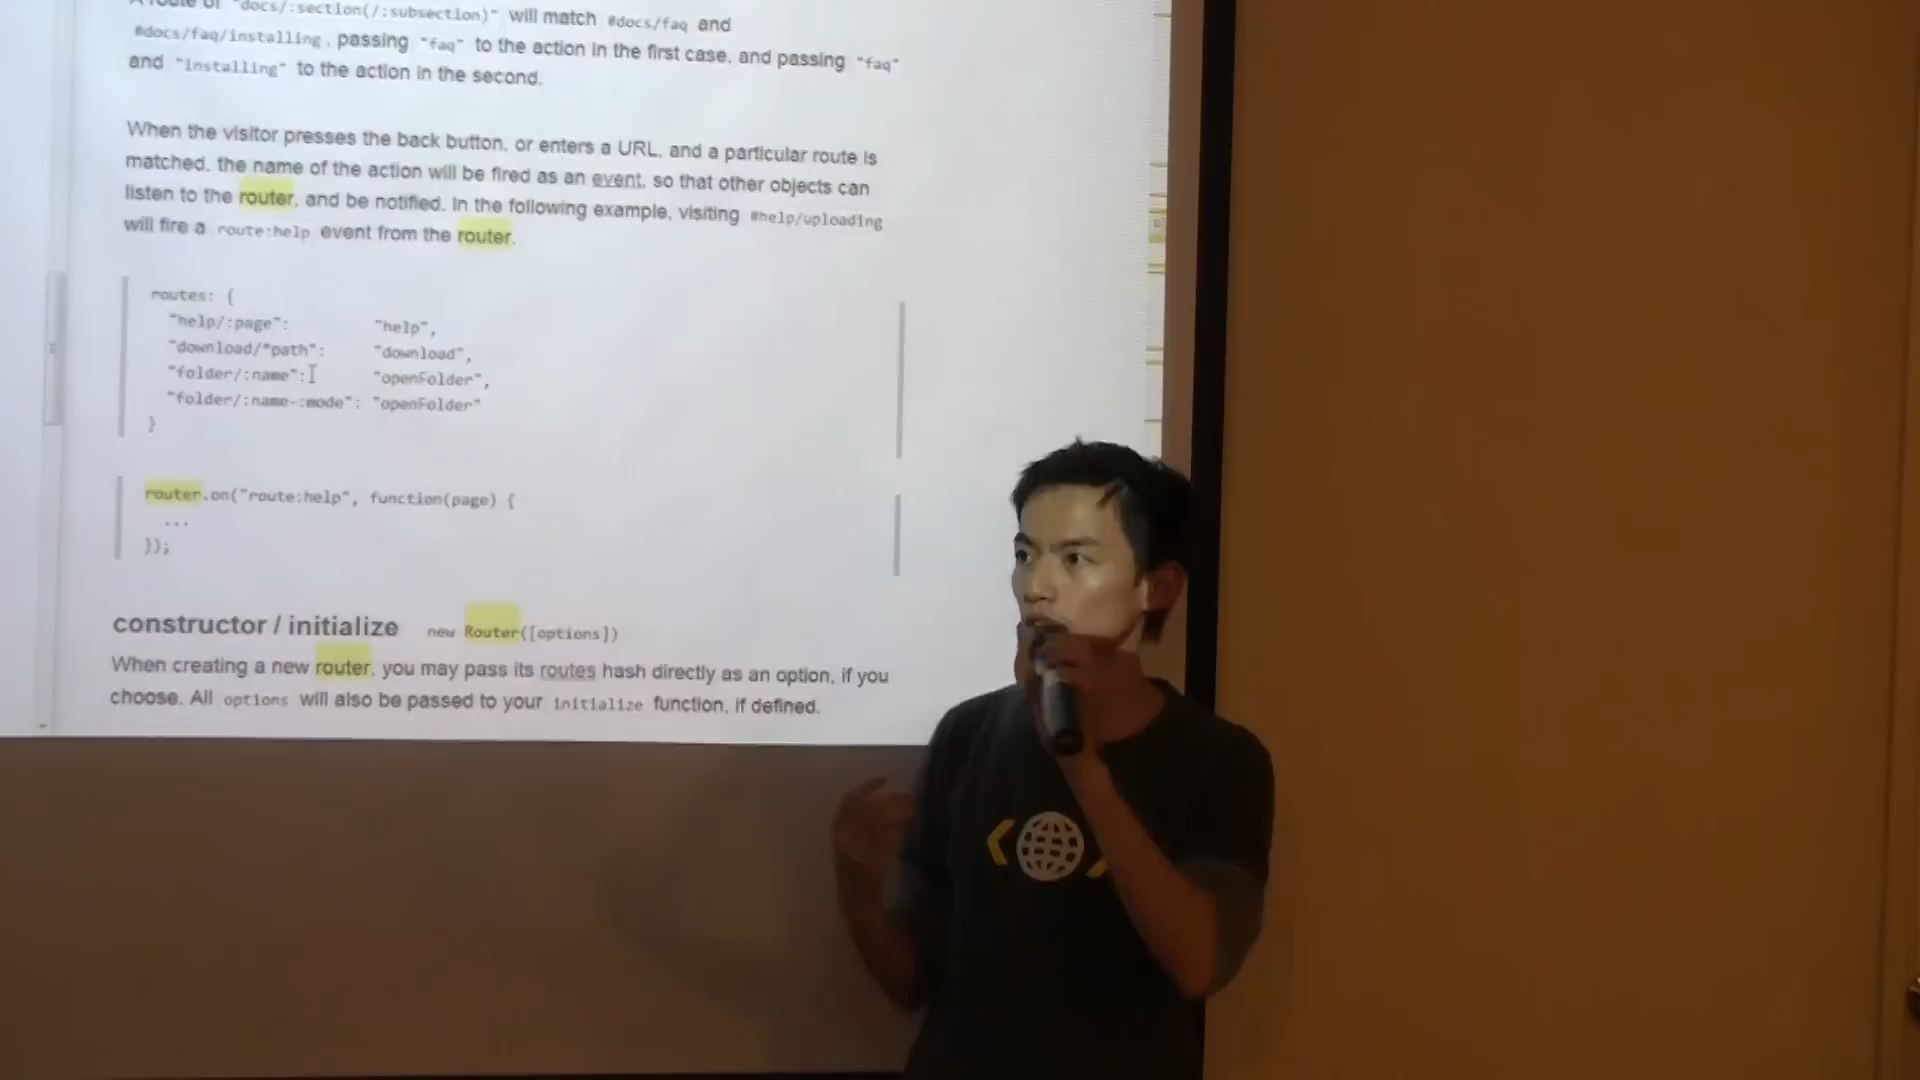 A route of "docs/:section(/:subsection)" will match #docs/faq and
#docs/faq/installing, passing "faq" to the action in the first case, and passing "faq"
and "installing" to the action in the second.
When the visitor presses the back button, or enters a URL, and a particular route is
matched, the name of the action will be fired as an event, so that other objects can
listen to the router, and be notified. In the following example, visiting #help/uploading
will fire a route:help event from the router.
routes: {
"help/:page": "help",
"download/*path": "download",
"folder/:name": "openFolder",
"folder/:name-:mode": "openFolder"
}
router.on("route:help", function(page) {
...
});
constructor / initialize new Router([options])
When creating a new router, you may pass its routes hash directly as an option, if you
choose. All options will also be passed to your initialize function, if defined.